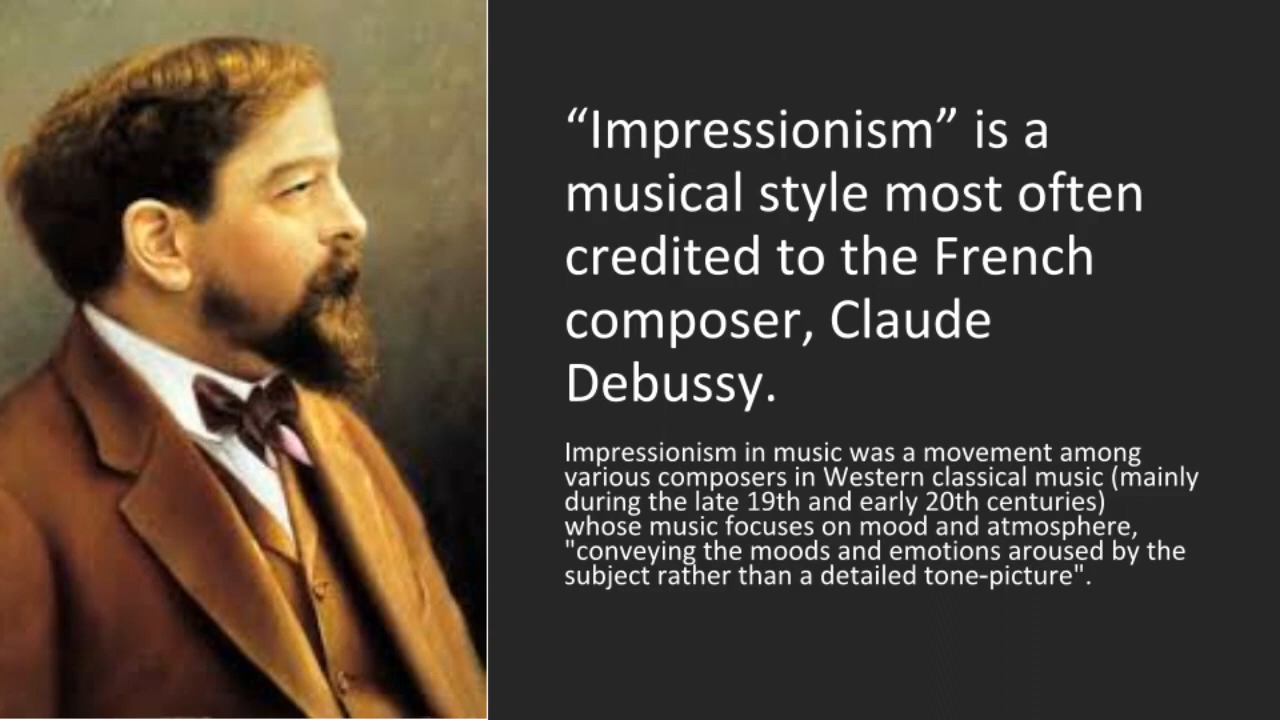 “Impressionism” is a
musical style most often
credited to the French
composer, Claude
Debussy.
Impressionism in music was a movement among
various composers in Western classical music (mainly
during the late 19th and early 20th centuries)
whose music focuses on mood and atmosphere,
"conveying the moods and emotions aroused by the
subject rather than a detailed tone-picture".